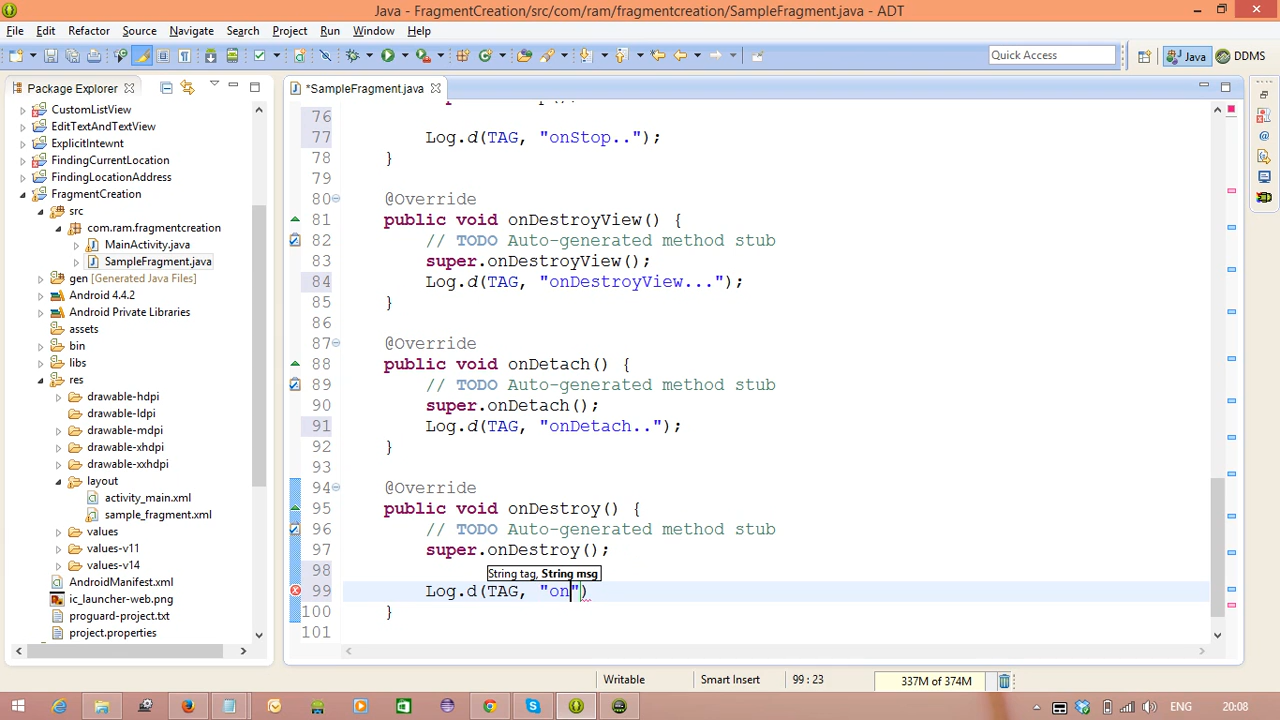 Java - FragmentCreation/src/com/ram/fragmentcreation/SampleFragment.java - ADT
File Edit Refactor Source Navigate Search Project Run Window Help
Quick Access
Java
DDMS
Package Explorer
*SampleFragment.java
CustomListView
EditTextAndTextView
ExplicitIntewnt
FindingCurrentLocation
FindingLocationAddress
FragmentCreation
src
com.ram.fragmentcreation
MainActivity.java
SampleFragment.java
gen [Generated Java Files]
Android 4.4.2
Android Private Libraries
assets
bin
libs
res
drawable-hdpi
drawable-ldpi
drawable-mdpi
drawable-xhdpi
drawable-xxhdpi
layout
activity_main.xml
sample_fragment.xml
values
values-v11
values-v14
AndroidManifest.xml
ic_launcher-web.png
proguard-project.txt
project.properties
76
77 Log.d(TAG, "onStop..");
78 }
79
80 @Override
81 public void onDestroyView() {
82 // TODO Auto-generated method stub
83 super.onDestroyView();
84 Log.d(TAG, "onDestroyView...");
85 }
86
87 @Override
88 public void onDetach() {
89 // TODO Auto-generated method stub
90 super.onDetach();
91 Log.d(TAG, "onDetach..");
92 }
93
94 @Override
95 public void onDestroy() {
96 // TODO Auto-generated method stub
97 super.onDestroy();
98
String tag, String msg
99 Log.d(TAG, "on")
100 }
101
Writable
Smart Insert
99 : 23
337M of 374M
ENG
20:08